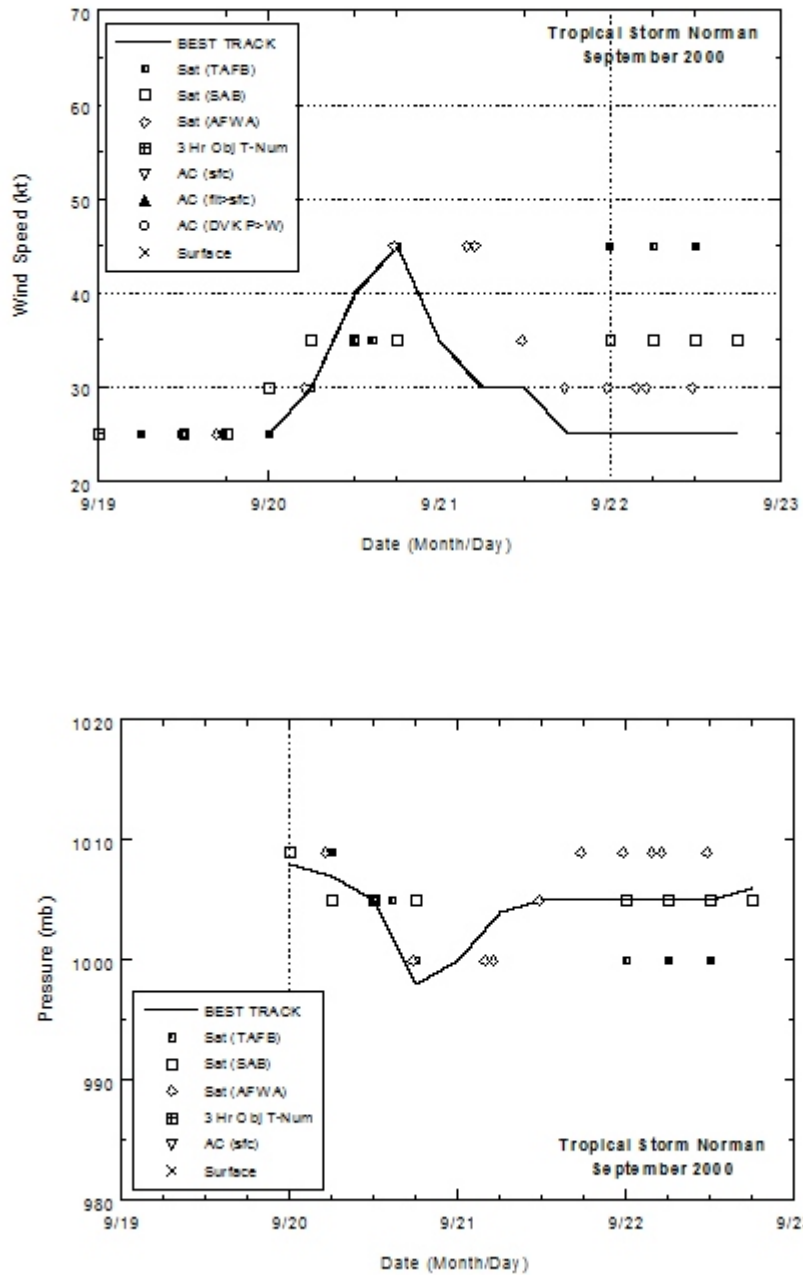 70
60
50
40
30
20
Wind Speed (kt)
BEST TRACK
Sat (TAFB)
Sat (SAB)
Sat (AFWA)
3 Hr Obj T-Num
AC (sfc)
AC (flt>sfc)
AC (DVK P>W)
Surface
Tropical Storm Norman
September 2000
9/19
9/20
9/21
9/22
9/23
Date (Month/Day)
1020
1010
1000
990
980
Pressure (mb)
BEST TRACK
Sat (TAFB)
Sat (SAB)
Sat (AFWA)
3 Hr Obj T-Num
AC (sfc)
Surface
Tropical Storm Norman
September 2000
9/19
9/20
9/21
9/22
9/2
Date (Month/Day)